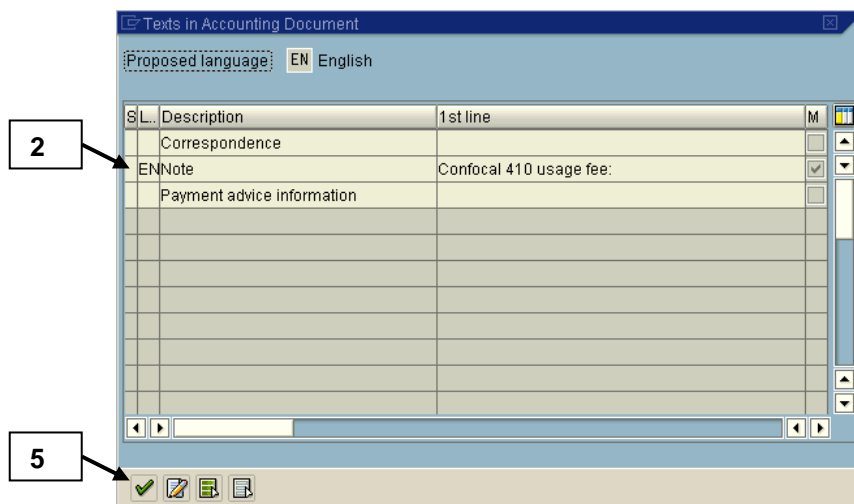 Texts in Accounting Document
Proposed language EN English
S L.. Description 1st line M
Correspondence
2
EN Note Confocal 410 usage fee:
Payment advice information
5